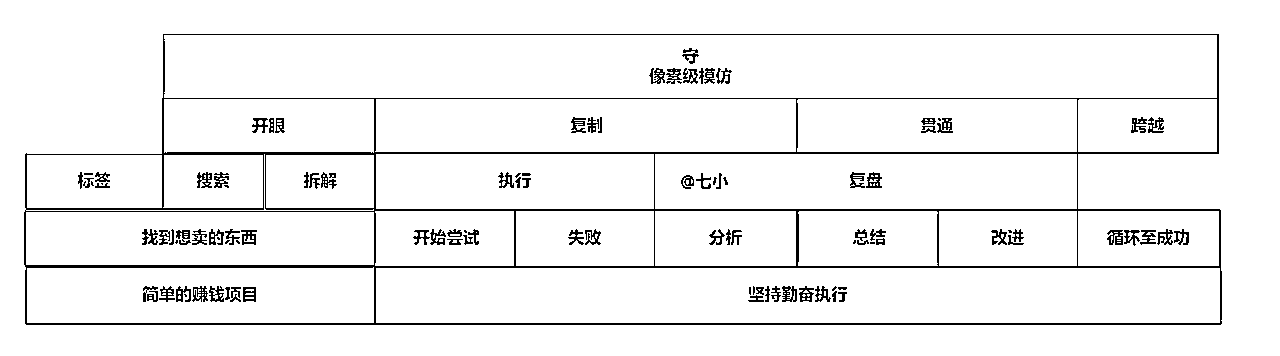 守
像素级模仿
开眼
复制
贯通
跨越
标签
搜索
拆解
执行
@七小
复盘
找到想卖的东西
开始尝试
失败
分析
总结
改进
循环至成功
简单的赚钱项目
坚持勤奋执行